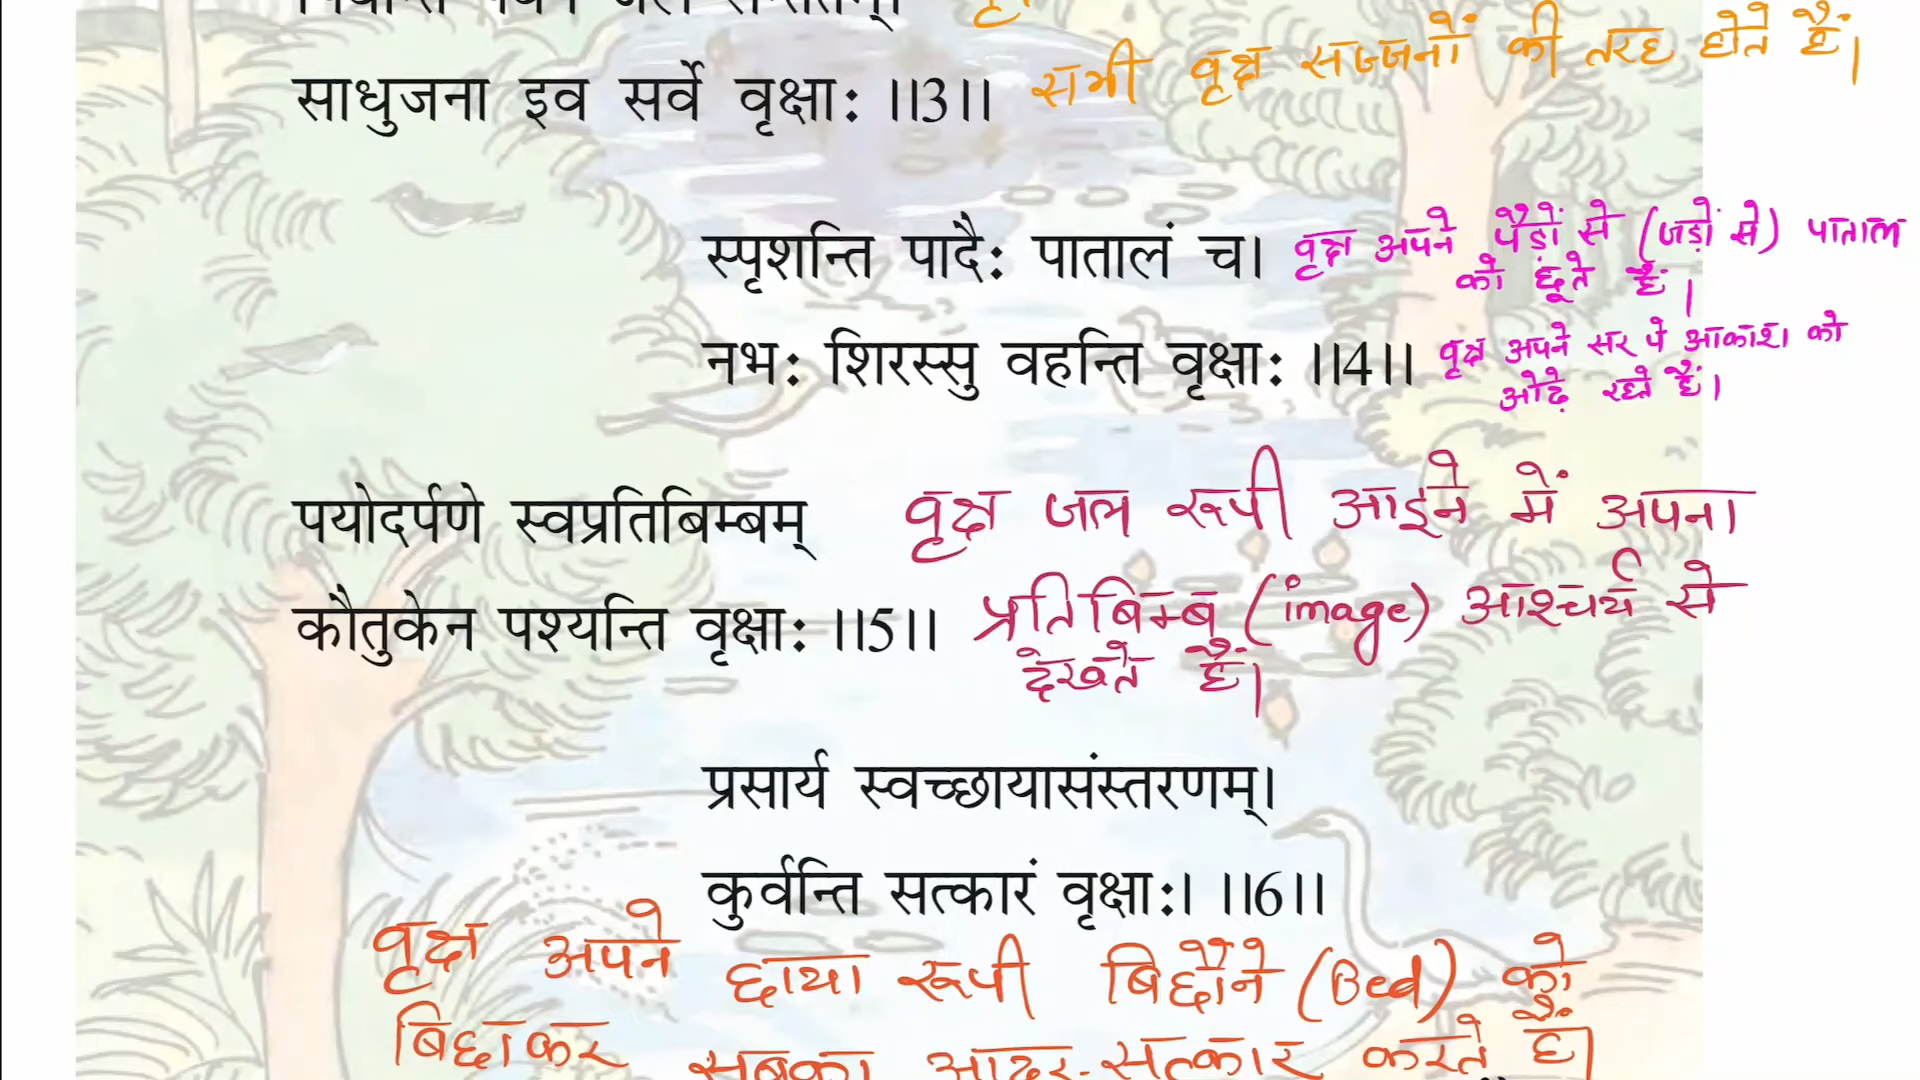 साधुजना इव सर्वे वृक्षाः ।।3।। सभी वृक्ष सज्जनों की तरह होते हैं।
स्पृशन्ति पादैः पातालं च। वृक्ष अपने पैड़ों से (जड़ों से) पाताल
को छूते हैं।
नभः शिरस्सु वहन्ति वृक्षाः ।।4।। वृक्ष अपने सर पे आकाश को
ओढ़े रहते हैं।
पयोदर्पणे स्वप्रतिबिम्बम् वृक्ष जल रूपी आइने में अपना
कौतुकेन पश्यन्ति वृक्षाः ।।5।। प्रतिबिम्ब (image) आश्चर्य से
देखते हैं।
प्रसार्य स्वच्छायासंस्तरणम्।
कुर्वन्ति सत्कारं वृक्षाः। ।।6।।
वृक्ष अपने छाया रूपी बिछौने (Bed) को
बिछाकर सबका आदर-सत्कार करते हैं।